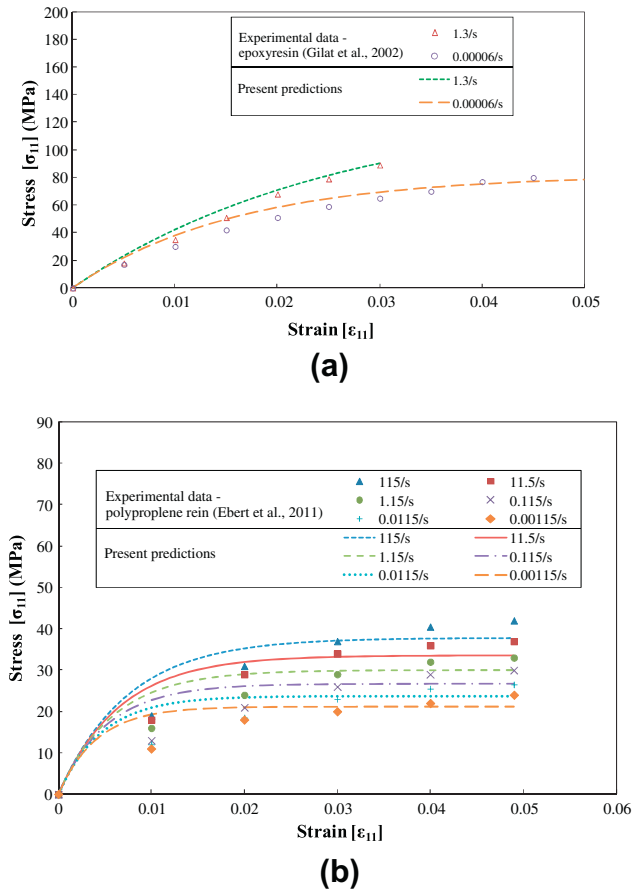 200
180
160
140
120
100
80
60
40
20
0
Stress [σ11] (MPa)
Experimental data -
epoxyresin (Gilat et al., 2002)
1.3/s
0.00006/s
Present predictions
1.3/s
0.00006/s
0 0.01 0.02 0.03 0.04 0.05
Strain [ε11]
(a)
90
80
70
60
50
40
30
20
10
0
Stress [σ11] (MPa)
Experimental data -
polyproplene rein (Ebert et al., 2011)
115/s 11.5/s
1.15/s 0.115/s
0.0115/s 0.00115/s
Present predictions
115/s 11.5/s
1.15/s 0.115/s
0.0115/s 0.00115/s
0 0.01 0.02 0.03 0.04 0.05 0.06
Strain [ε11]
(b)